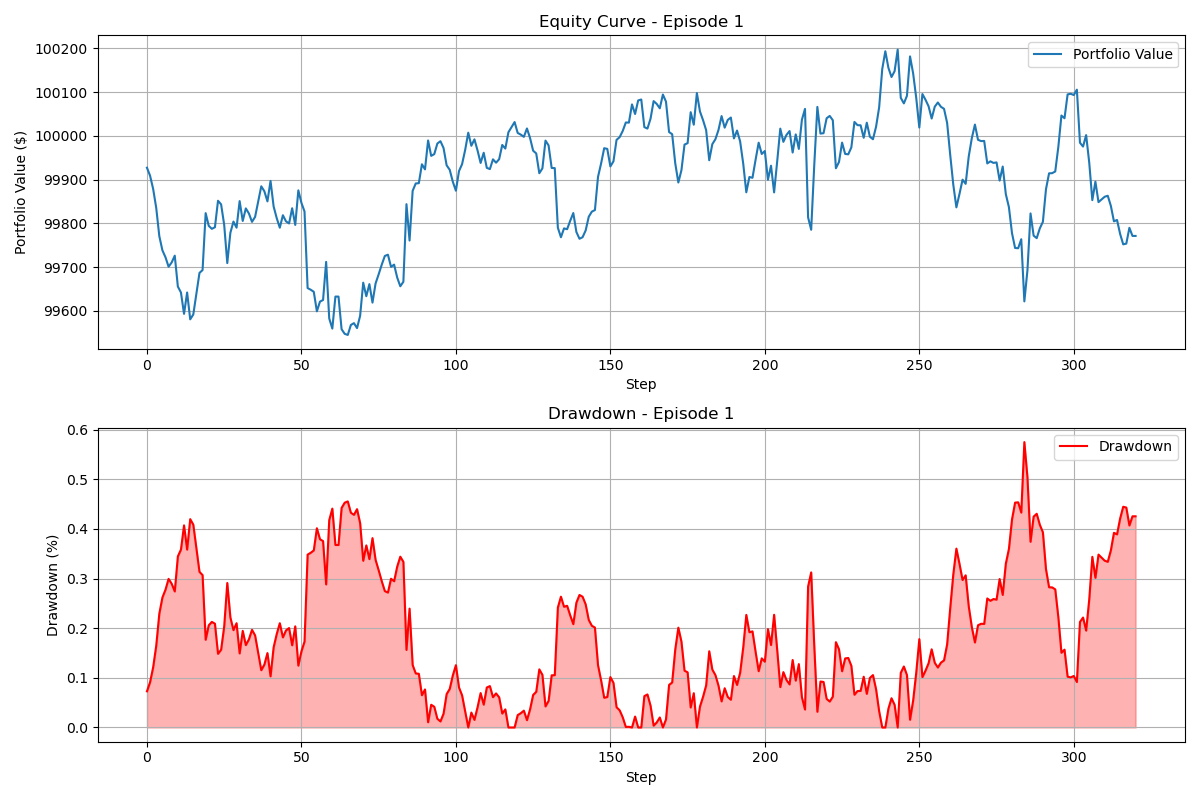 Equity Curve - Episode 1
Portfolio Value ($)
100200
100100
100000
99900
99800
99700
99600
Portfolio Value
0 50 100 150 200 250 300
Step
Drawdown - Episode 1
Drawdown (%)
0.6
0.5
0.4
0.3
0.2
0.1
0.0
Drawdown
0 50 100 150 200 250 300
Step